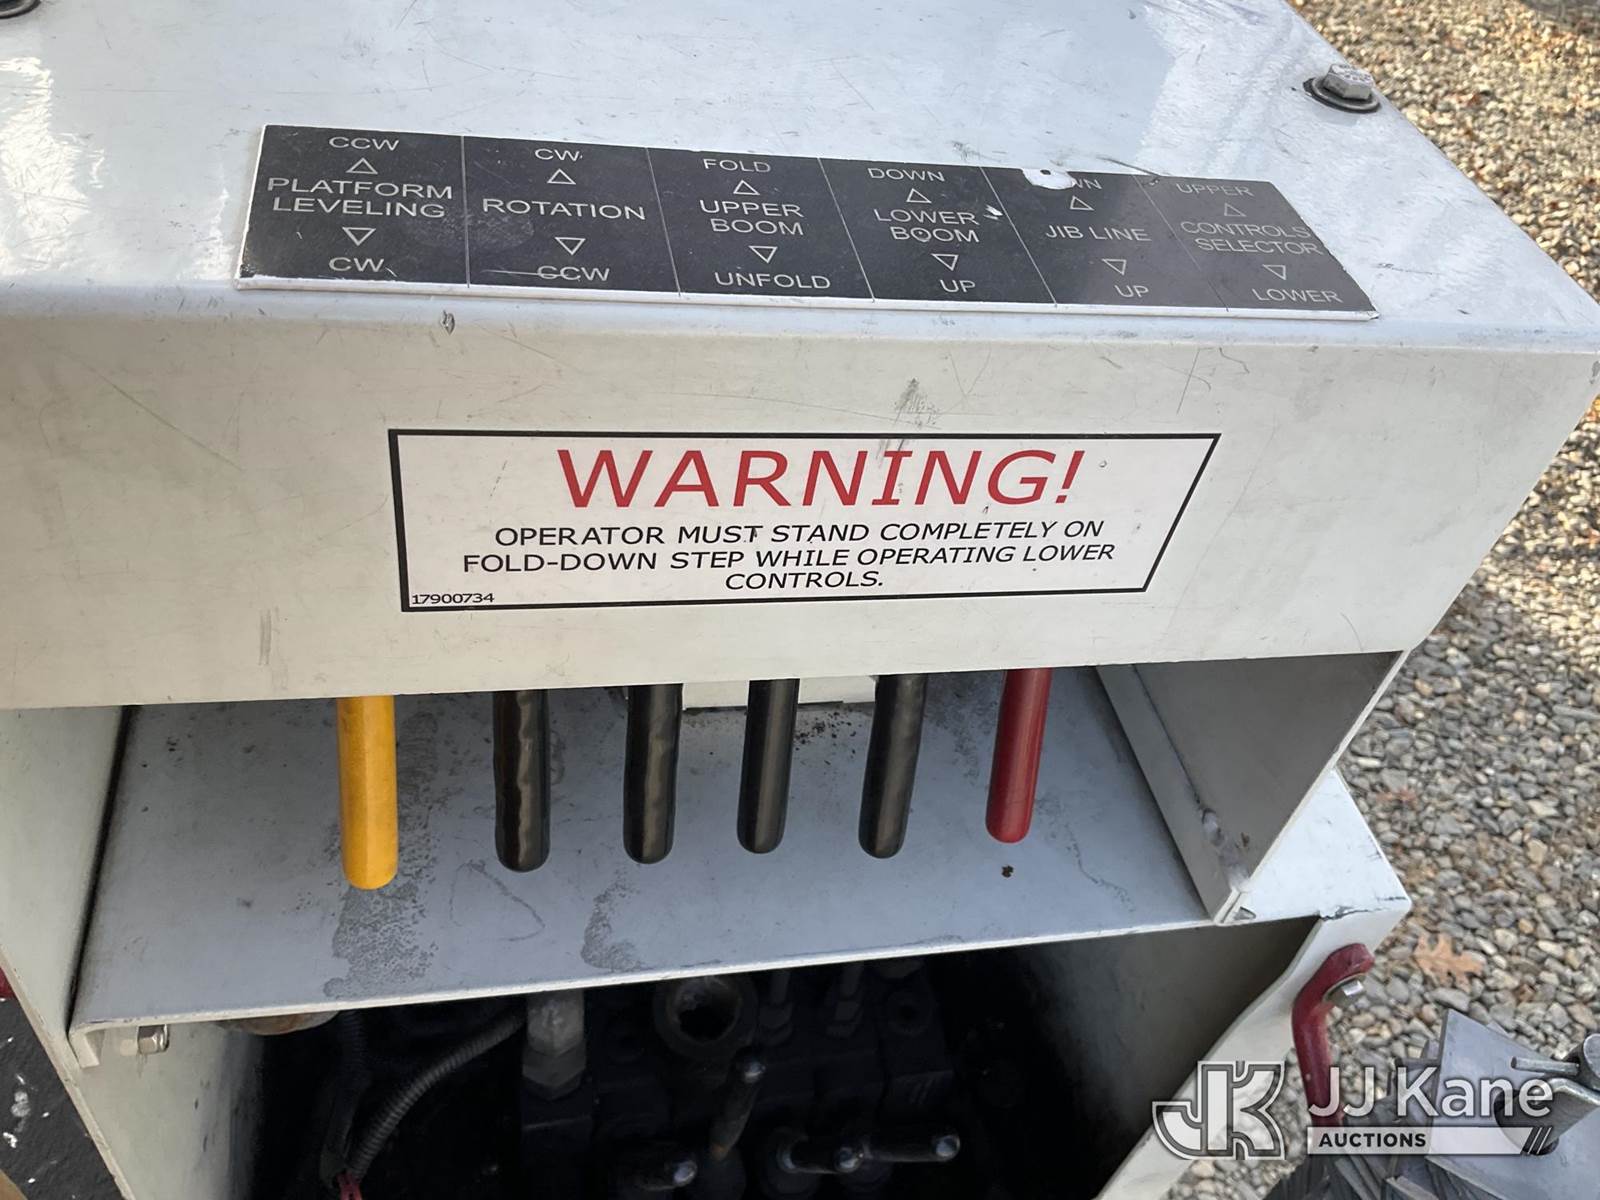 CCW
PLATFORM
LEVELING
CW
CW
ROTATION
CCW
FOLD
UPPER
BOOM
UNFOLD
DOWN
LOWER
BOOM
UP
WN
JIB LINE
UP
UPPER
CONTROLS
SELECTOR
LOWER
WARNING!
OPERATOR MUST STAND COMPLETELY ON
FOLD-DOWN STEP WHILE OPERATING LOWER
CONTROLS.
17900734
JK
JJ Kane
AUCTIONS